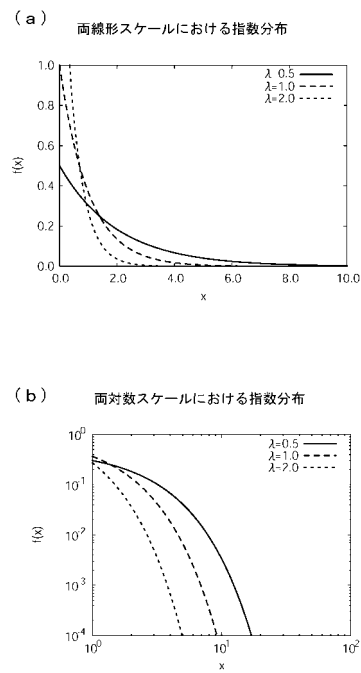 (a) 両線形スケールにおける指数分布
λ 0.5
λ=1.0
λ=2.0
1.0
0.8
0.6
0.4
0.2
0.0
f(x)
0.0 2.0 4.0 6.0 8.0 10.0
x
(b) 両対数スケールにおける指数分布
λ=0.5
λ=1.0
λ=2.0
10⁰
10⁻¹
10⁻²
10⁻³
10⁻⁴
f(x)
10⁰ 10¹ 10²
x